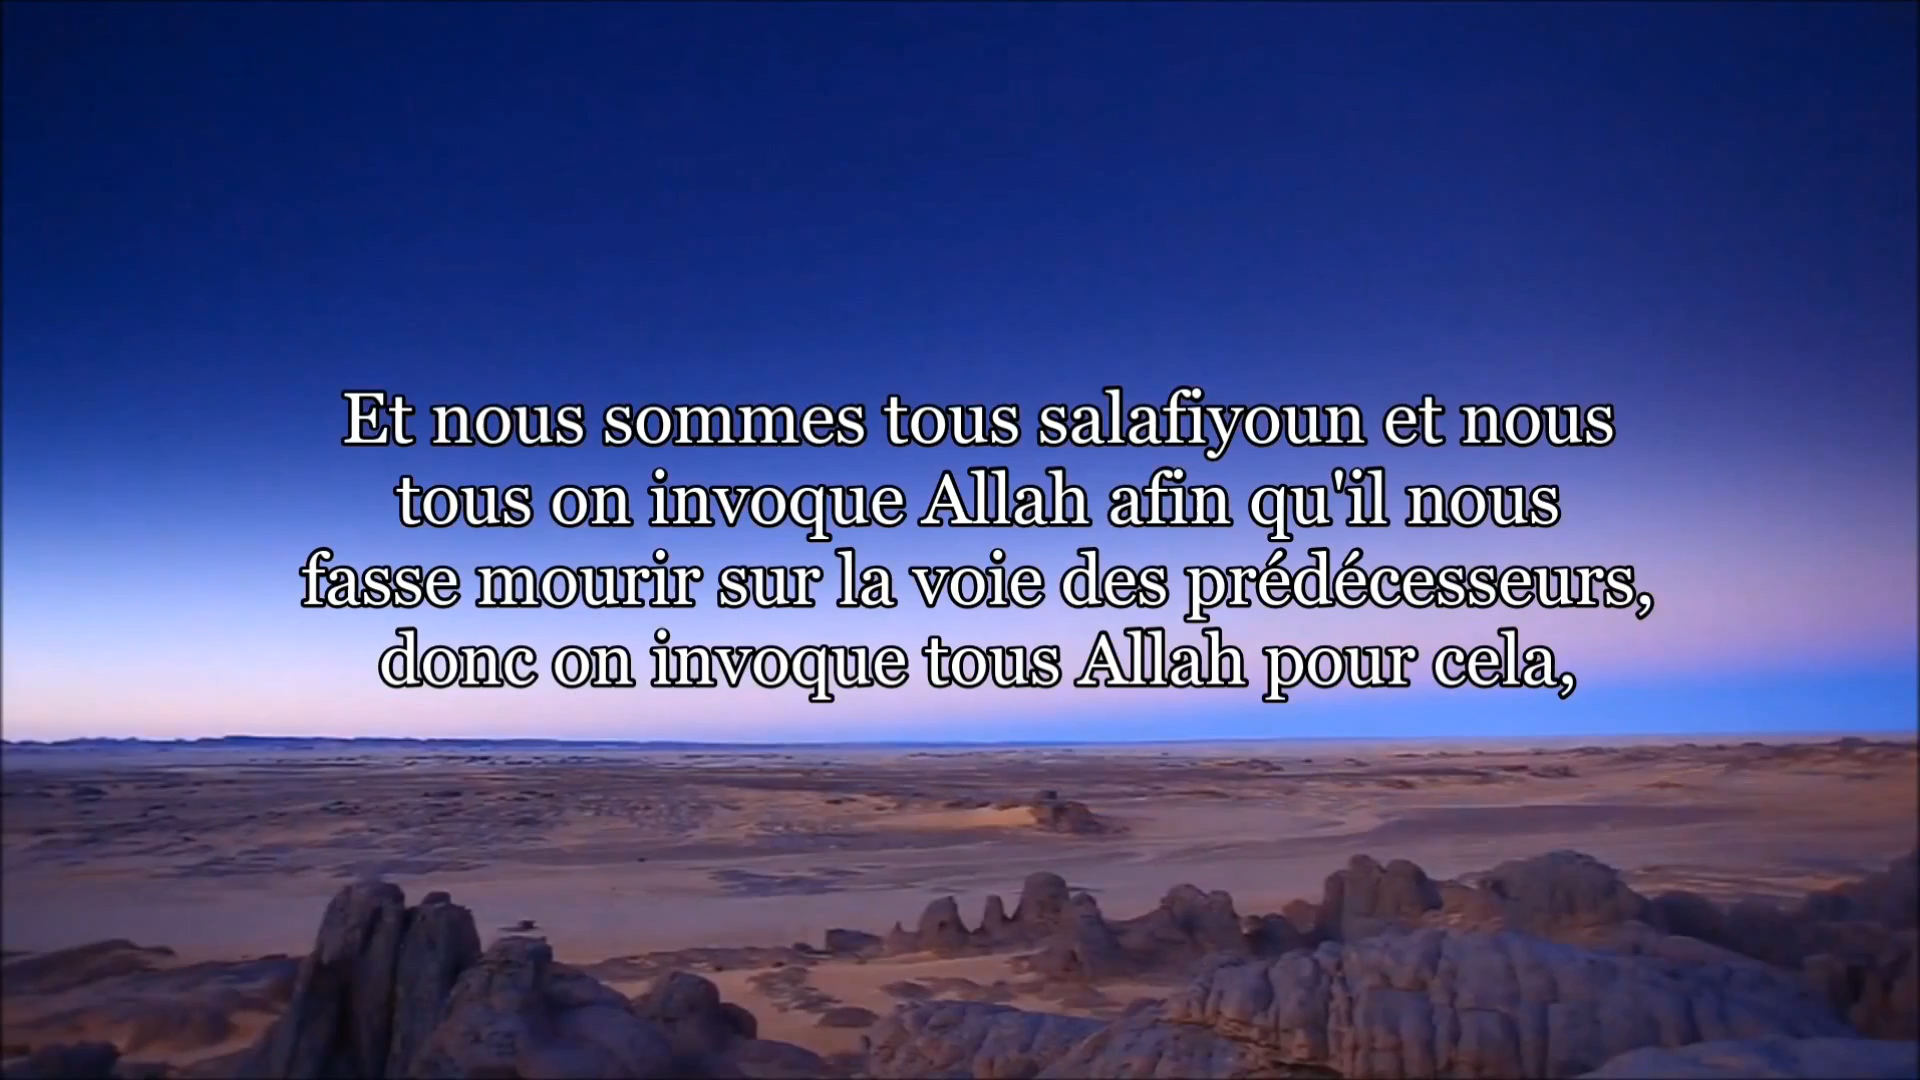 Et nous sommes tous salafiyoun et nous
tous on invoque Allah afin qu'il nous
fasse mourir sur la voie des prédécesseurs,
donc on invoque tous Allah pour cela,